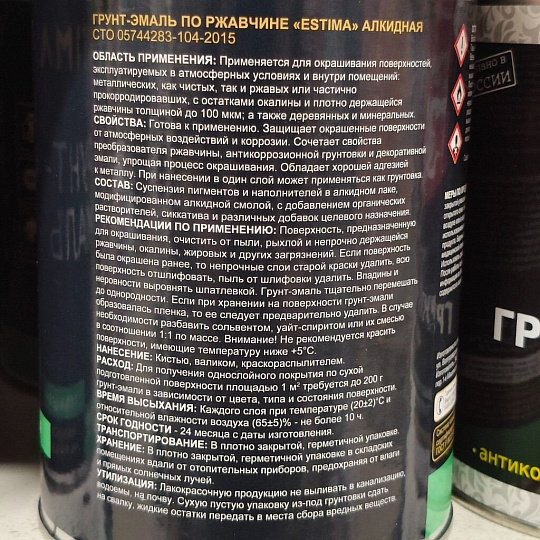 ГРУНТ-ЭМАЛЬ ПО РЖАВЧИНЕ «ESTIMA» АЛКИДНАЯ
СТО 05744283-104-2015
ОБЛАСТЬ ПРИМЕНЕНИЯ: Применяется для окрашивания поверхностей,
эксплуатируемых в атмосферных условиях и внутри помещений:
металлических, как чистых, так и ржавых или частично
прокорродировавших, с остатками окалины и плотно держащейся
ржавчины толщиной до 100 мкм; а также деревянных и минеральных.
СВОЙСТВА: Готова к применению. Защищает окрашенные поверхности
от атмосферных воздействий и коррозии. Сочетает свойства
преобразователя ржавчины, антикоррозионной грунтовки и декоративной
эмали, упрощая процесс окрашивания. Обладает хорошей адгезией
к металлу. При нанесении в один слой может применяться как грунтовка.
СОСТАВ: Суспензия пигментов и наполнителей в алкидном лаке,
модифицированном алкидной смолой, с добавлением органических
растворителей, сиккатива и различных добавок целевого назначения.
РЕКОМЕНДАЦИИ ПО ПРИМЕНЕНИЮ: Поверхность, предназначенную
для окрашивания, очистить от пыли, рыхлой и непрочно держащейся
ржавчины, окалины, жировых и других загрязнений. Если поверхность
была окрашена ранее, то непрочные слои старой краски удалить, всю
поверхность отшлифовать, пыль от шлифовки удалить. Впадины и
неровности выровнять шпатлевкой. Грунт-эмаль тщательно перемешать
до однородности. Если при хранении на поверхности грунт-эмали
образовалась пленка, то ее следует предварительно удалить. В случае
необходимости разбавить сольвентом, уайт-спиритом или их смесью
в соотношении 1:1 по массе. Внимание! Не рекомендуется красить
поверхности, имеющие температуру ниже +5°С.
НАНЕСЕНИЕ: Кистью, валиком, краскораспылителем.
РАСХОД: Для получения однослойного покрытия по сухой
подготовленной поверхности площадью 1 м² требуется до 200 г
грунт-эмали в зависимости от цвета, типа и состояния поверхности.
ВРЕМЯ ВЫСЫХАНИЯ: Каждого слоя при температуре (20±2)°С и
относительной влажности воздуха (65±5)% - не более 10 ч.
СРОК ГОДНОСТИ - 24 месяца с даты изготовления.
ТРАНСПОРТИРОВАНИЕ: В плотно закрытой, герметичной упаковке.
ХРАНЕНИЕ: В плотно закрытой, герметичной упаковке в складских
помещениях вдали от отопительных приборов, предохраняя от влаги
и прямых солнечных лучей.
УТИЛИЗАЦИЯ: Лакокрасочную продукцию не выливать в канализацию,
водоемы, на почву. Сухую пустую упаковку из-под грунтовки сдать
на свалку, жидкие остатки передать в места сбора вредных веществ.
ГР
антико